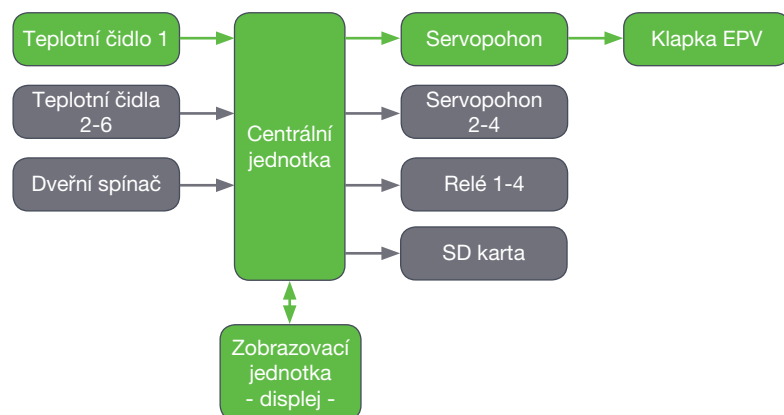 Teplotní čidlo 1
Servopohon
Klapka EPV
Teplotní čidla
2-6
Centrální
jednotka
Servopohon
2-4
Dveřní spínač
Relé 1-4
SD karta
Zobrazovací
jednotka
- displej -